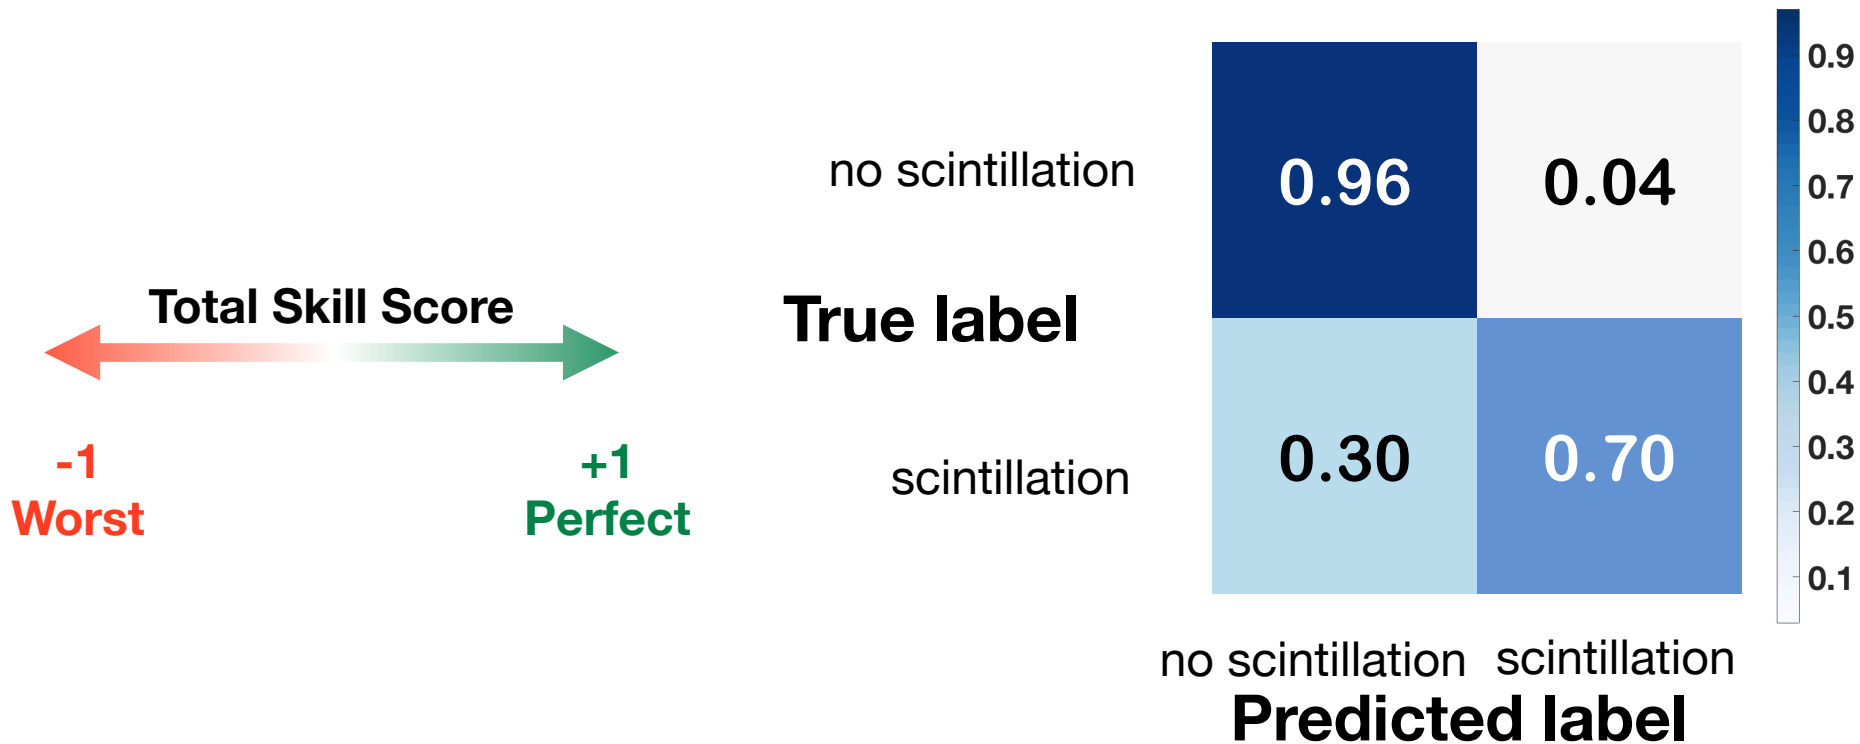 Total Skill Score
-1
Worst
+1
Perfect
True label
no scintillation
scintillation
0.96 0.04
0.30 0.70
no scintillation scintillation
Predicted label
0.9
0.8
0.7
0.6
0.5
0.4
0.3
0.2
0.1